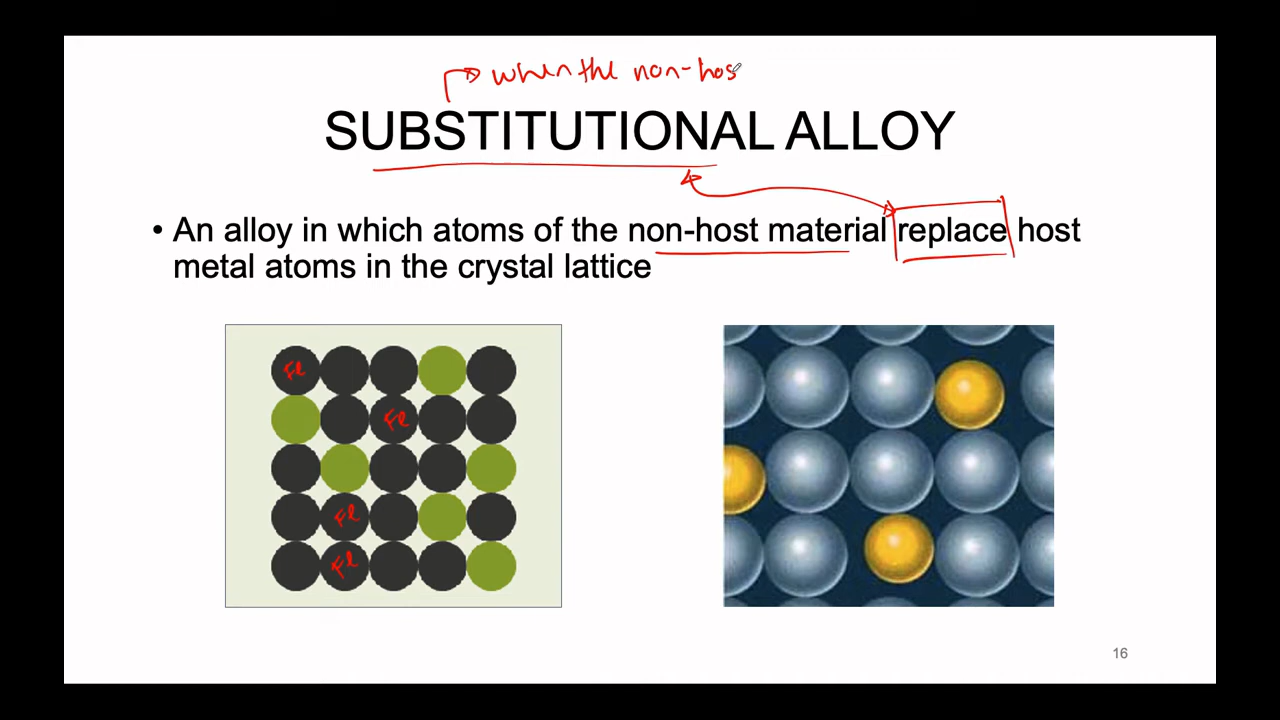 when the non-hos
SUBSTITUTIONAL ALLOY
• An alloy in which atoms of the non-host material replace host
metal atoms in the crystal lattice
Fe
Fe
Fe
Fe
16